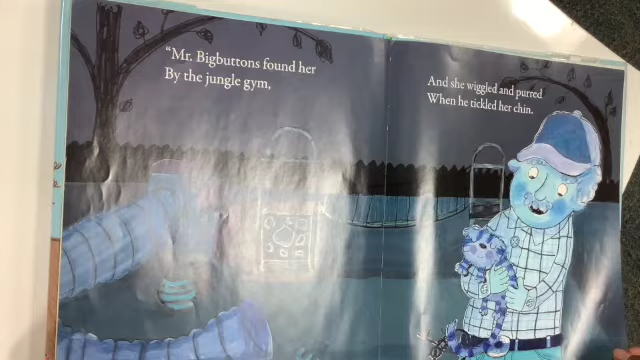 “Mr. Bigbuttons found her
By the jungle gym,
And she wiggled and purred
When he tickled her chin.